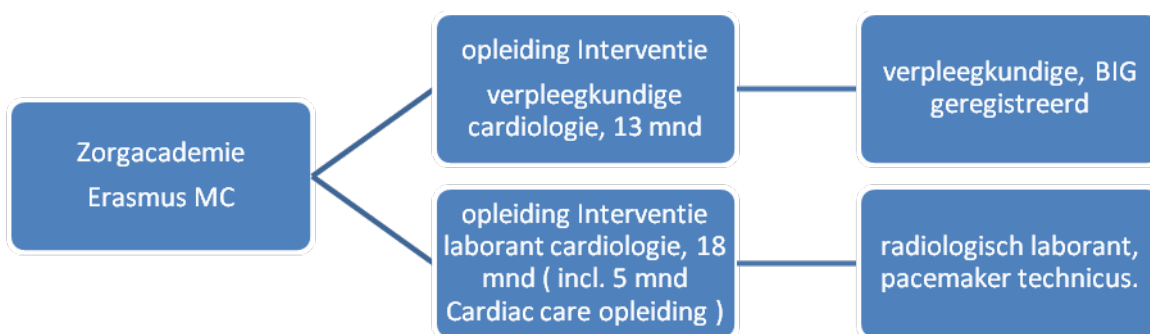 Zorgacademie
Erasmus MC
opleiding Interventie
verpleegkundige
cardiologie, 13 mnd
verpleegkundige, BIG
geregistreerd
opleiding Interventie
laborant cardiologie, 18
mnd ( incl. 5 mnd
Cardiac care opleiding )
radiologisch laborant,
pacemaker technicus.